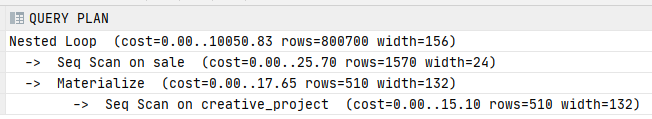 QUERY PLAN
Nested Loop  (cost=0.00..10050.83 rows=800700 width=156)
  ->  Seq Scan on sale  (cost=0.00..25.70 rows=1570 width=24)
  ->  Materialize  (cost=0.00..17.65 rows=510 width=132)
        ->  Seq Scan on creative_project  (cost=0.00..15.10 rows=510 width=132)